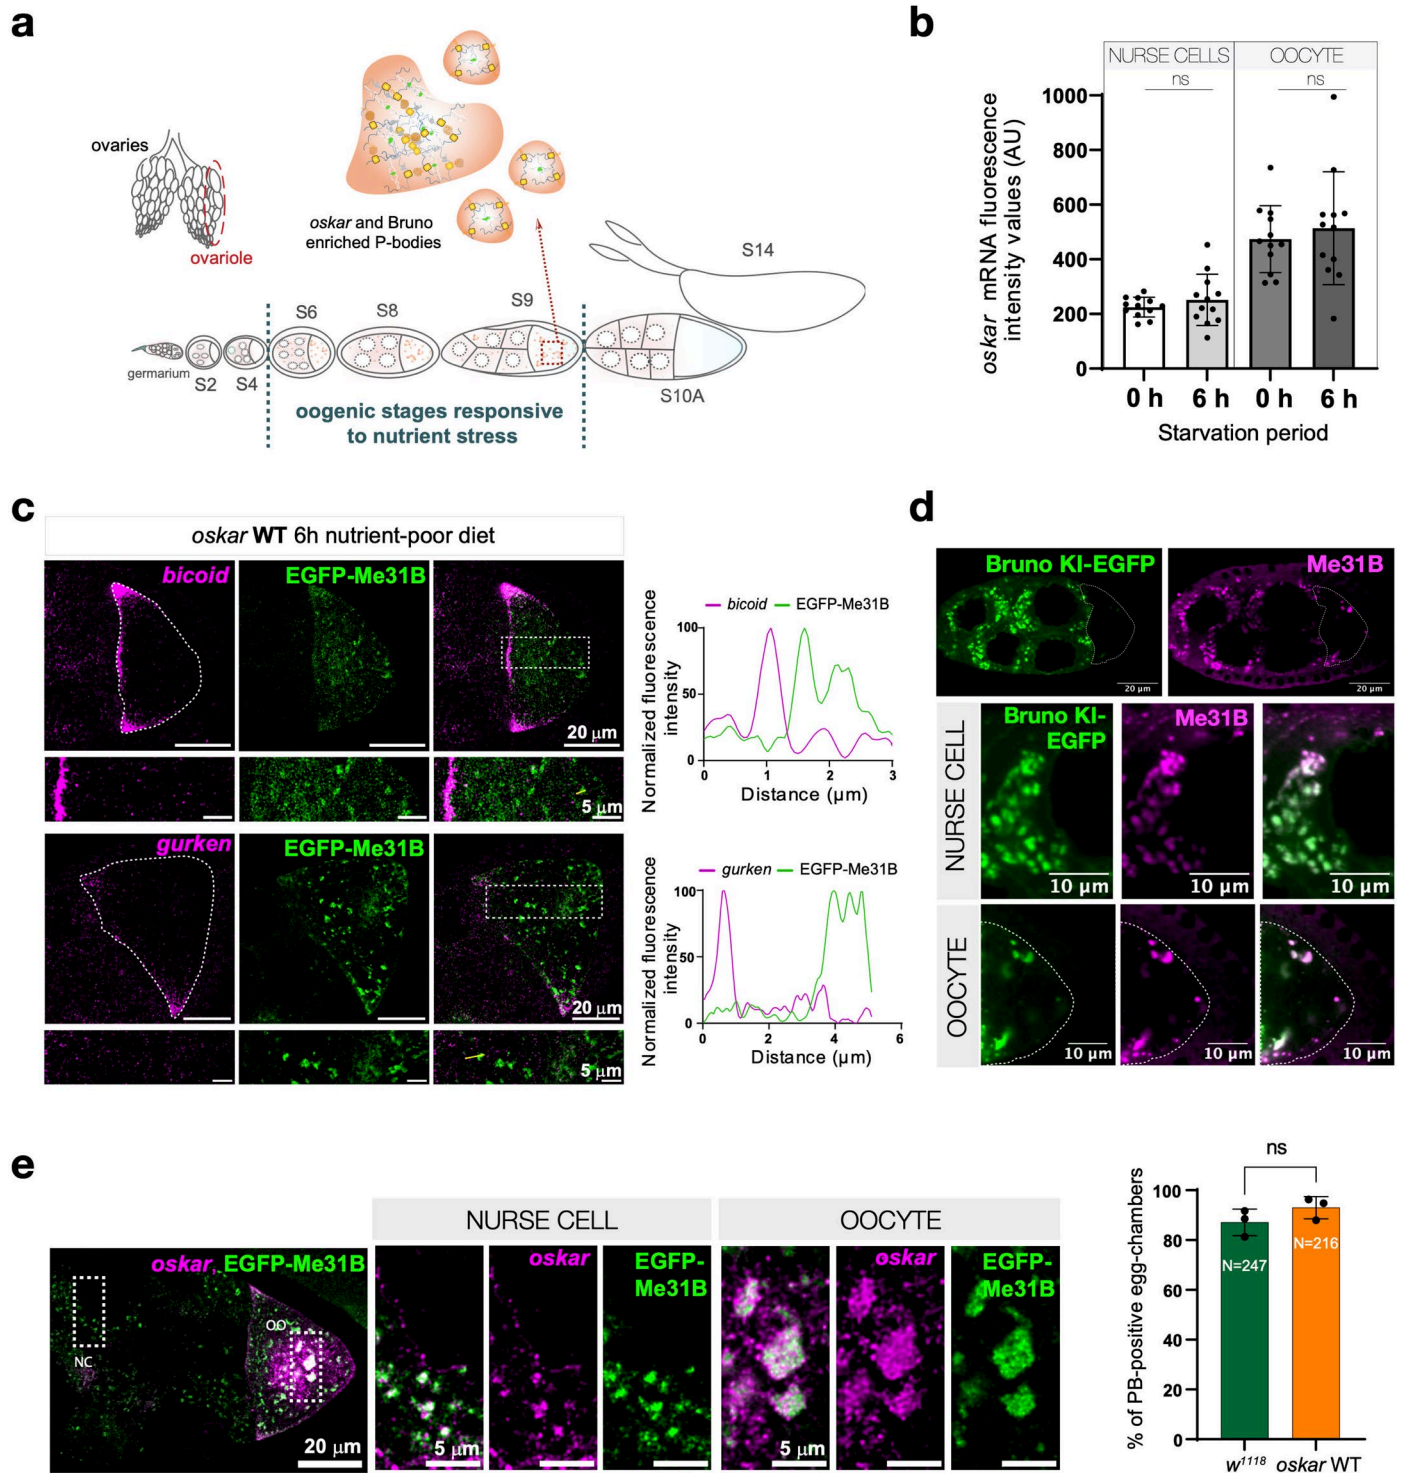 a
ovaries
ovariole
oskar and Bruno
enriched P-bodies
S14
S9
S8
S6
germarium
S2
S4
S10A
oogenic stages responsive
to nutrient stress
b
NURSE CELLS
OOCYTE
ns
ns
oskar mRNA fluorescence
intensity values (AU)
1000
800
600
400
200
0
0 h
6 h
0 h
6 h
Starvation period
c
oskar WT 6h nutrient-poor diet
bicoid
EGFP-Me31B
20 µm
5 µm
bicoid
EGFP-Me31B
Normalized fluorescence
intensity
100
50
0
0
1
2
3
Distance (µm)
gurken
EGFP-Me31B
20 µm
5 µm
gurken
EGFP-Me31B
Normalized fluorescence
intensity
100
50
0
0
2
4
6
Distance (µm)
d
Bruno KI-EGFP
Me31B
20 µm
20 µm
NURSE CELL
Bruno KI-
EGFP
Me31B
10 µm
10 µm
10 µm
OOCYTE
10 µm
10 µm
10 µm
e
NURSE CELL
OOCYTE
oskar, EGFP-Me31B
OO
NC
20 µm
5 µm
oskar
EGFP-
Me31B
5 µm
oskar
EGFP-
Me31B
ns
% of PB-positive egg-chambers
100
80
60
40
20
0
N=247
N=216
w1118
oskar WT